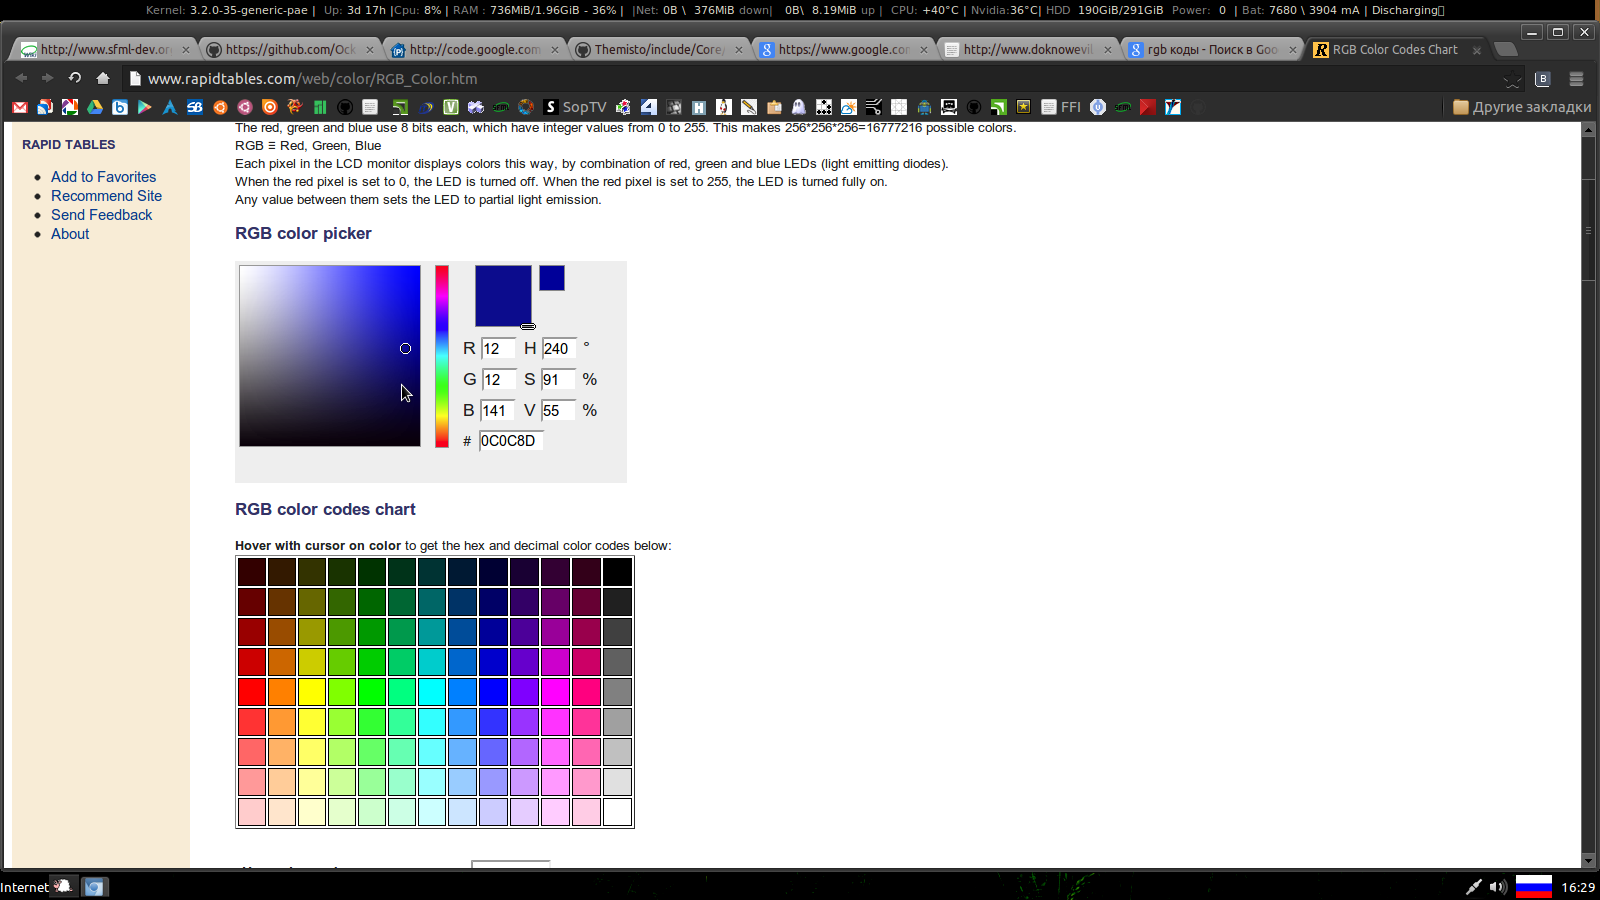 Kernel: 3.2.0-35-generic-pae | Up: 3d 17h |Cpu: 8% | RAM : 736MiB/1.96GiB - 36% | |Net: 0B \ 376MiB down| 0B\ 8.19MiB up | CPU: +40°C | Nvidia:36°C| HDD 190GiB/291GiB Power: 0 | Bat: 7680 \ 3904 mA | Discharging
http://www.sfml-dev.or
https://github.com/Ock
http://code.google.com
Themisto/include/Core/
https://www.google.co
http://www.doknowevil
rgb коды - Поиск в Goo
RGB Color Codes Chart
www.rapidtables.com/web/color/RGB_Color.htm
B
SopTV
FFI
Другие закладки
RAPID TABLES
Add to Favorites
Recommend Site
Send Feedback
About
The red, green and blue use 8 bits each, which have integer values from 0 to 255. This makes 256*256*256=16777216 possible colors.
RGB ≡ Red, Green, Blue
Each pixel in the LCD monitor displays colors this way, by combination of red, green and blue LEDs (light emitting diodes).
When the red pixel is set to 0, the LED is turned off. When the red pixel is set to 255, the LED is turned fully on.
Any value between them sets the LED to partial light emission.
RGB color picker
R 12 H 240 °
G 12 S 91 %
B 141 V 55 %
# 0C0C8D
RGB color codes chart
Hover with cursor on color to get the hex and decimal color codes below:
Internet
16:29